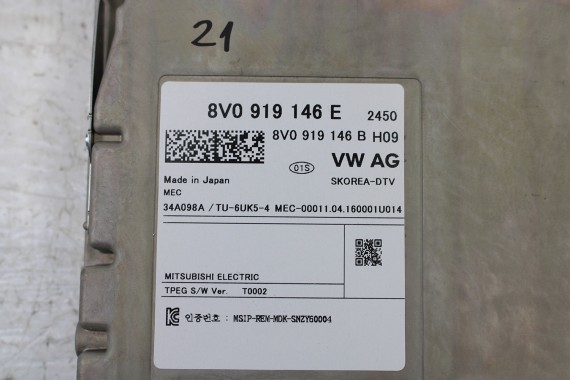 21
8V0 919 146 E 2450
8V0 919 146 B H09
01S VW AG
Made in Japan SKOREA-DTV
MEC
34A098A / TU-6UK5-4 MEC-00011.04.160001U014
MITSUBISHI ELECTRIC
TPEG S/W Ver. T0002
인증번호 : MSIP-REM-MDK-SNZY60004